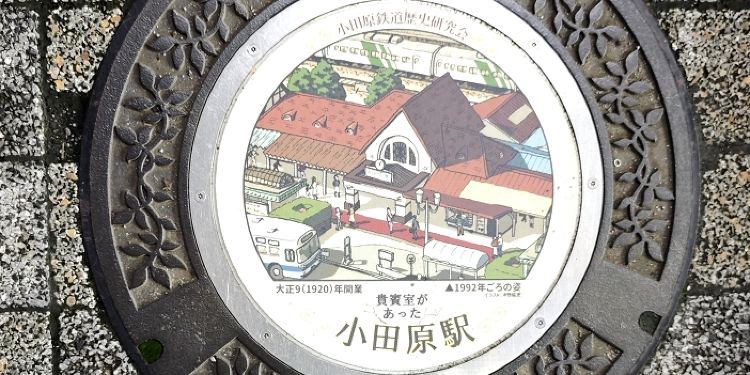 小田原鉄道歴史研究会
大正9(1920)年開業
▲1992年ごろの姿
貴賓室が
あった
小田原駅